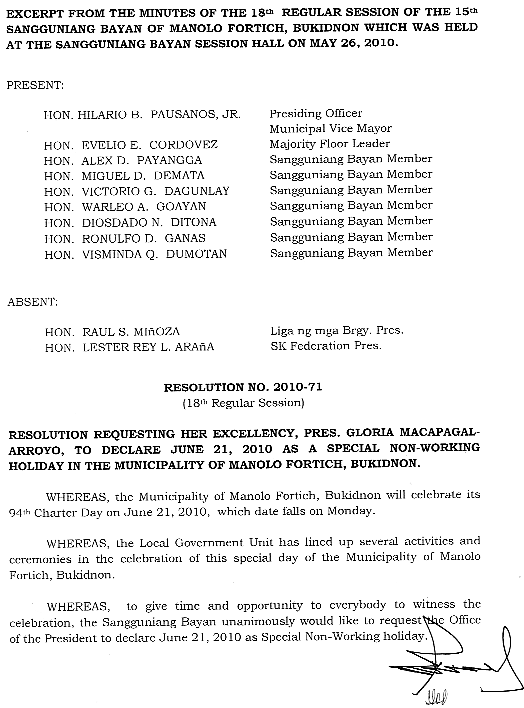 EXCERPT FROM THE MINUTES OF THE 18th REGULAR SESSION OF THE 15th
SANGGUNIANG BAYAN OF MANOLO FORTICH, BUKIDNON WHICH WAS HELD
AT THE SANGGUNIANG BAYAN SESSION HALL ON MAY 26, 2010.
PRESENT:
HON. HILARIO B. PAUSANOS, JR. Presiding Officer
Municipal Vice Mayor
HON. EVELIO E. CORDOVEZ Majority Floor Leader
HON. ALEX D. PAYANGGA Sangguniang Bayan Member
HON. MIGUEL D. DEMATA Sangguniang Bayan Member
HON. VICTORIO G. DAGUNLAY Sangguniang Bayan Member
HON. WARLEO A. GOAYAN Sangguniang Bayan Member
HON. DIOSDADO N. DITONA Sangguniang Bayan Member
HON. RONULFO D. GANAS Sangguniang Bayan Member
HON. VISMINDA Q. DUMOTAN Sangguniang Bayan Member
ABSENT:
HON. RAUL S. MIñOZA Liga ng mga Brgy. Pres.
HON. LESTER REY L. ARAñA SK Federation Pres.
RESOLUTION NO. 2010-71
(18th Regular Session)
RESOLUTION REQUESTING HER EXCELLENCY, PRES. GLORIA MACAPAGAL-
ARROYO, TO DECLARE JUNE 21, 2010 AS A SPECIAL NON-WORKING
HOLIDAY IN THE MUNICIPALITY OF MANOLO FORTICH, BUKIDNON.
WHEREAS, the Municipality of Manolo Fortich, Bukidnon will celebrate its
94th Charter Day on June 21, 2010, which date falls on Monday.
WHEREAS, the Local Government Unit has lined up several activities and
ceremonies in the celebration of this special day of the Municipality of Manolo
Fortich, Bukidnon.
WHEREAS, to give time and opportunity to everybody to witness the
celebration, the Sangguniang Bayan unanimously would like to request the Office
of the President to declare June 21, 2010 as Special Non-Working holiday.